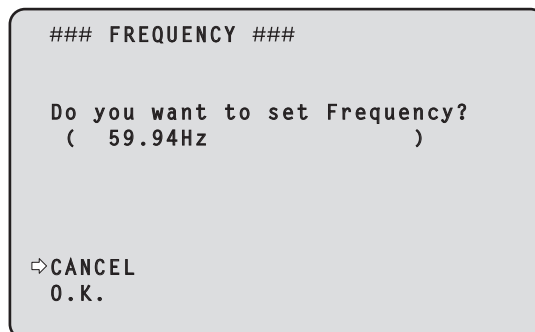 ### FREQUENCY ###
Do you want to set Frequency?
( 59.94Hz )
⇨CANCEL
O.K.